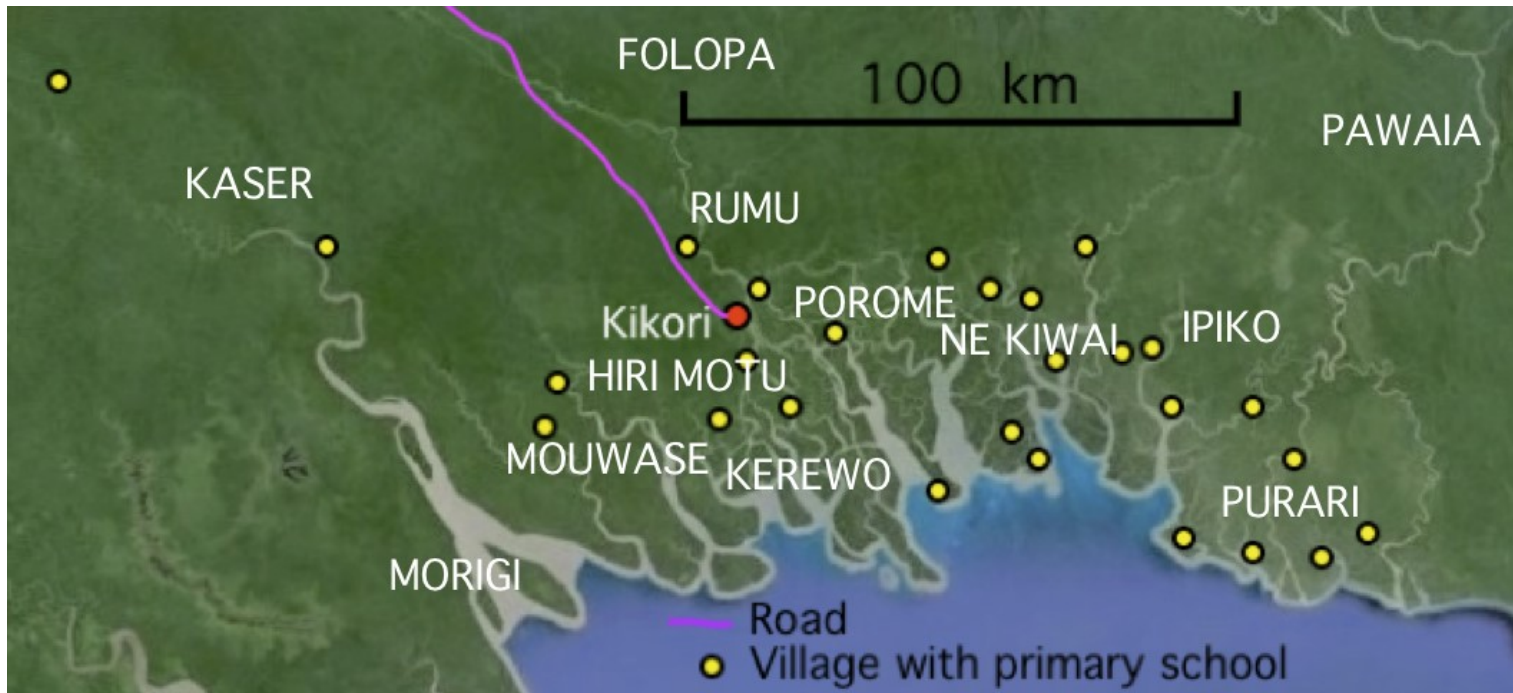 FOLOPA
100 km
PAWAIA
KASER
RUMU
POROME
Kikori
NE KIWAI
IPIKO
HIRI MOTU
MOUWASE
KEREWO
PURARI
MORIGI
Road
Village with primary school